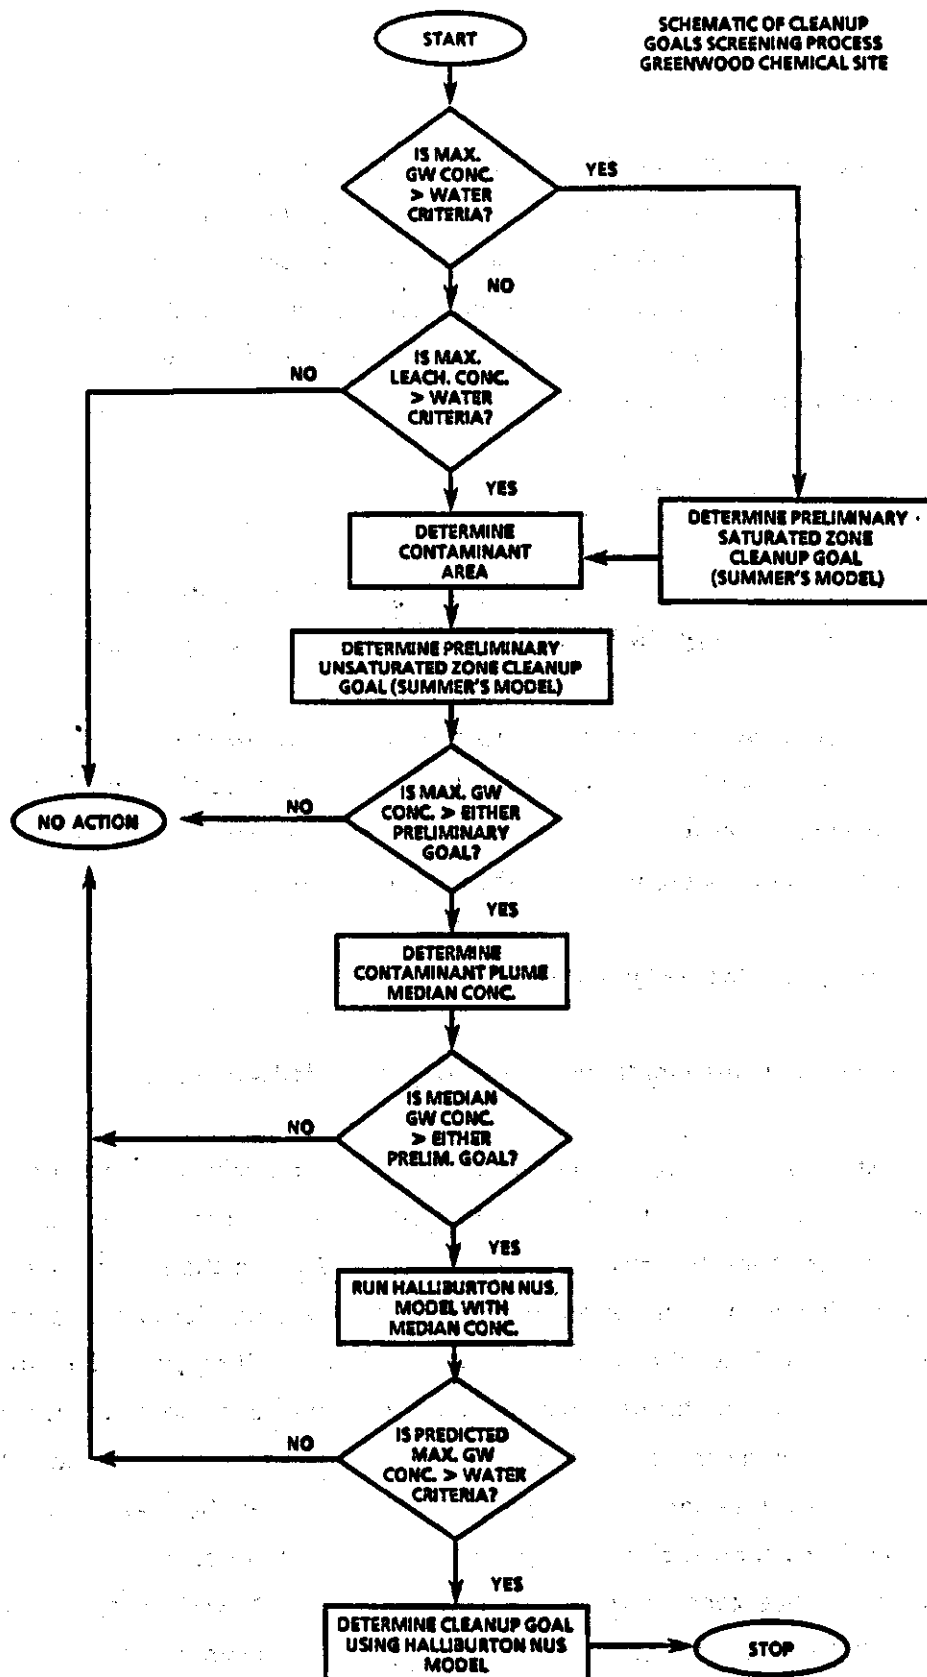 START
SCHEMATIC OF CLEANUP
GOALS SCREENING PROCESS
GREENWOOD CHEMICAL SITE
IS MAX.
GW CONC.
> WATER
CRITERIA?
YES
NO
IS MAX.
LEACH. CONC.
> WATER
CRITERIA?
NO
YES
DETERMINE
CONTAMINANT
AREA
DETERMINE PRELIMINARY
SATURATED ZONE
CLEANUP GOAL
(SUMMER'S MODEL)
DETERMINE PRELIMINARY
UNSATURATED ZONE CLEANUP
GOAL (SUMMER'S MODEL)
IS MAX. GW
CONC. > EITHER
PRELIMINARY
GOAL?
NO
NO ACTION
YES
DETERMINE
CONTAMINANT PLUME
MEDIAN CONC.
IS MEDIAN
GW CONC.
> EITHER
PRELIM. GOAL?
NO
YES
RUN HALLIBURTON NUS
MODEL WITH
MEDIAN CONC.
IS PREDICTED
MAX. GW
CONC. > WATER
CRITERIA?
NO
YES
DETERMINE CLEANUP GOAL
USING HALLIBURTON NUS
MODEL
STOP